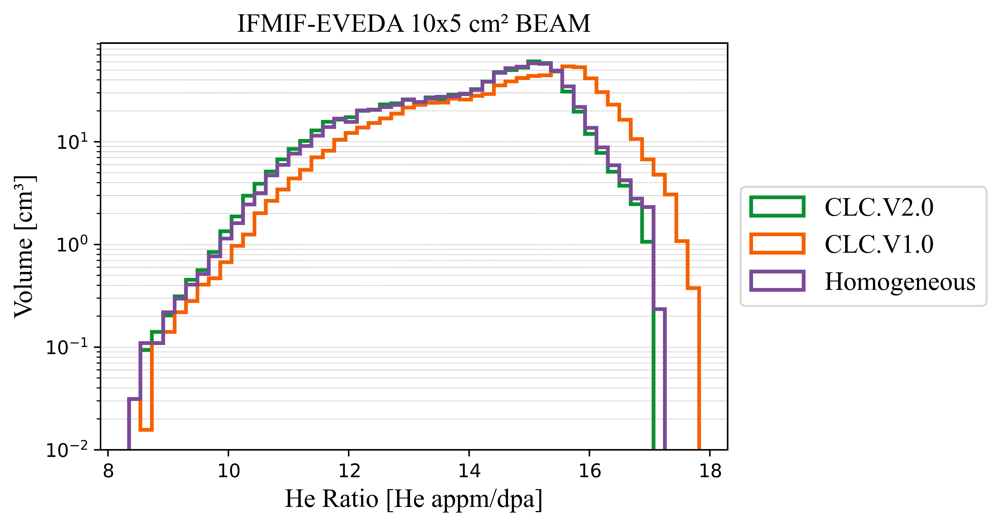 IFMIF-EVEDA 10x5 cm² BEAM
Volume [cm³]
10¹
10⁰
10⁻¹
10⁻²
8 10 12 14 16 18
He Ratio [He appm/dpa]
CLC.V2.0
CLC.V1.0
Homogeneous